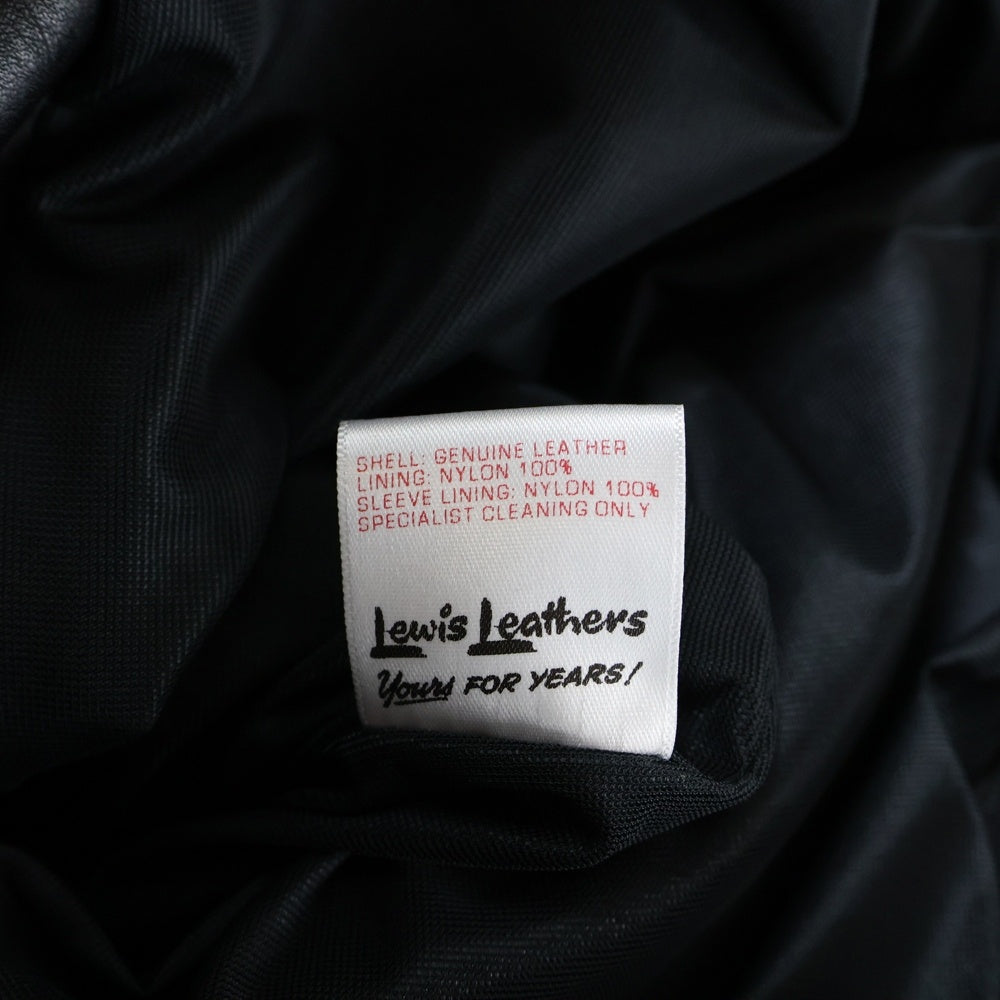 SHELL: GENUINE LEATHER
LINING: NYLON 100%
SLEEVE LINING: NYLON 100%
SPECIALIST CLEANING ONLY
Lewis Leathers
Yours FOR YEARS!